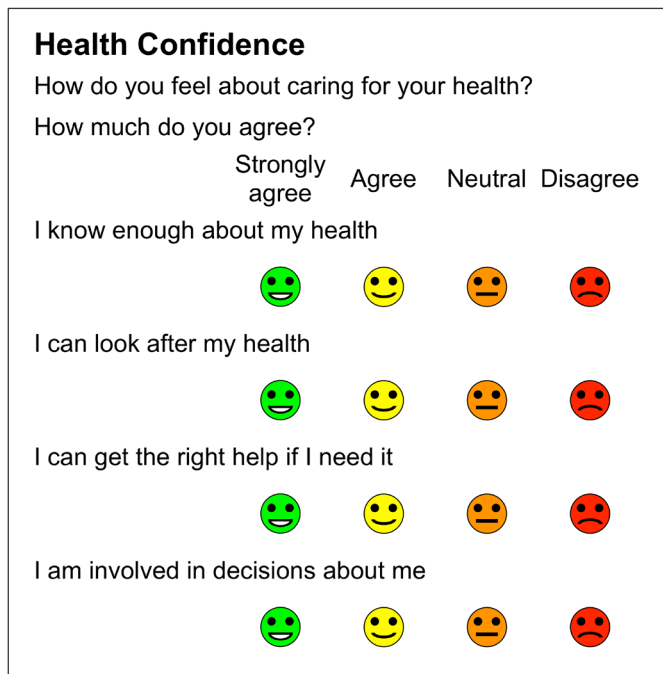 Health Confidence
How do you feel about caring for your health?
How much do you agree?
Strongly agree Agree Neutral Disagree
I know enough about my health
I can look after my health
I can get the right help if I need it
I am involved in decisions about me